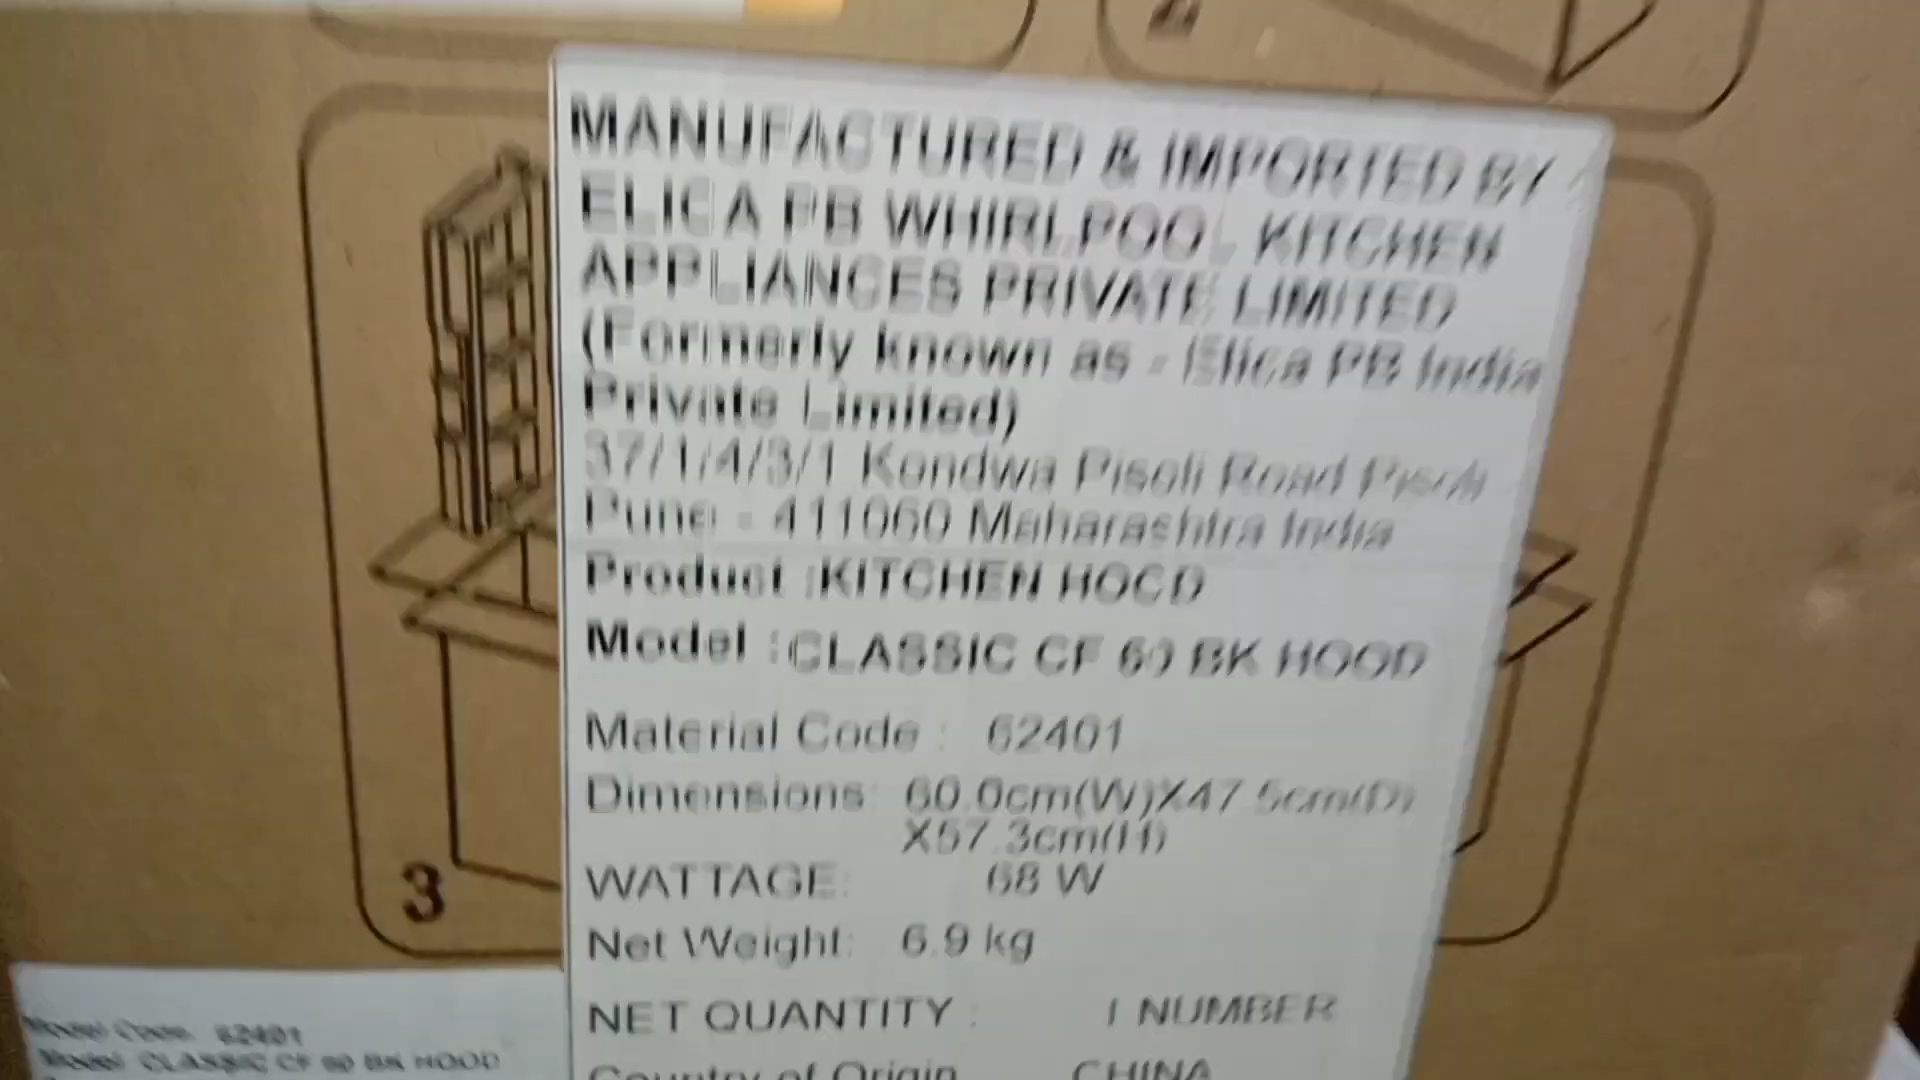 MANUFACTURED & IMPORTED BY
ELICA PB WHIRLPOOL KITCHEN
APPLIANCES PRIVATE LIMITED
(Formerly known as - Elica PB India
Private Limited)
37/1/4/3/1 Kondwa Pisoli Road Pisoli
Pune - 411060 Maharashtra India
Product :KITCHEN HOOD
Model :CLASSIC CF 60 BK HOOD
Material Code : 62401
Dimensions: 60.0cm(W)X47.5cm(D)
X57.3cm(H)
WATTAGE: 68 W
Net Weight: 6.9 kg
NET QUANTITY : 1 NUMBER
Country of Origin CHINA
3
Model Code: 62401
Model: CLASSIC CF 60 BK HOOD